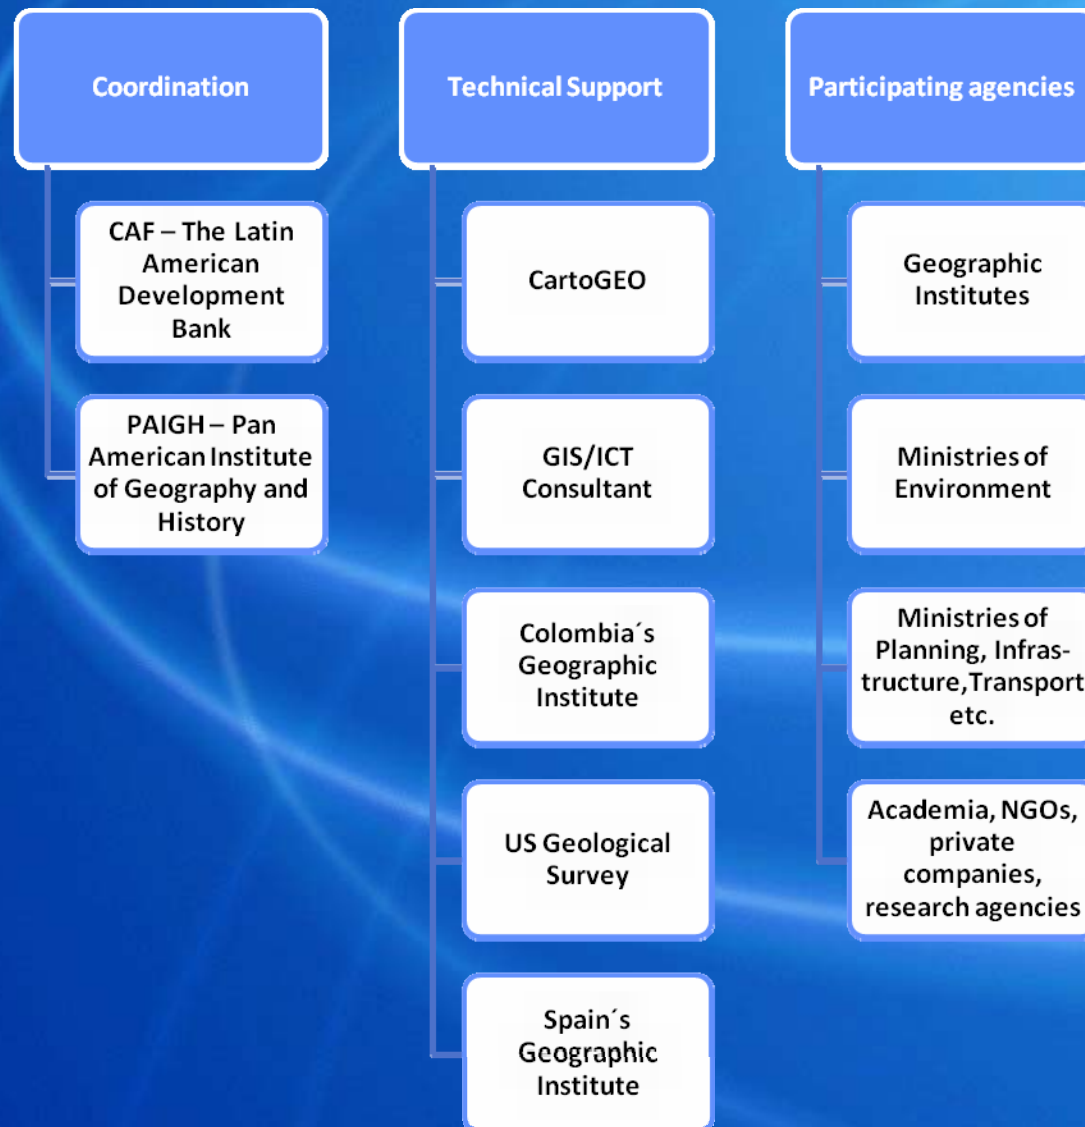 Coordination
CAF – The Latin
American
Development
Bank
PAIGH – Pan
American Institute
of Geography and
History
Technical Support
CartoGEO
GIS/ICT
Consultant
Colombia´s
Geographic
Institute
US Geological
Survey
Spain´s
Geographic
Institute
Participating agencies
Geographic
Institutes
Ministries of
Environment
Ministries of
Planning, Infras-
tructure,Transport
etc.
Academia, NGOs,
private
companies,
research agencies